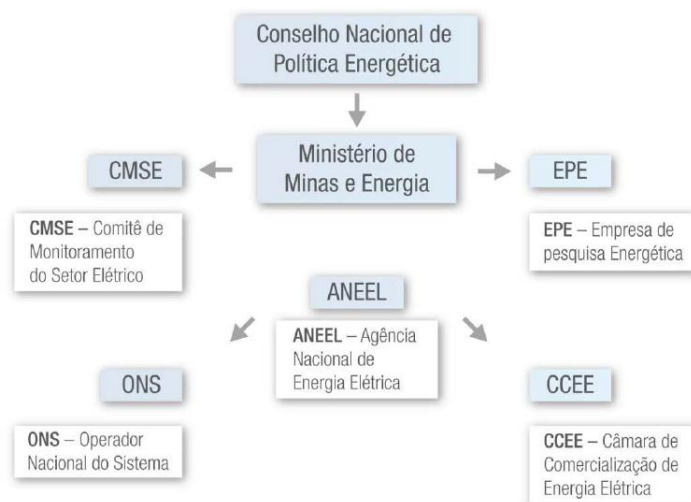 Conselho Nacional de
Política Energética
CMSE
Ministério de
Minas e Energia
EPE
CMSE – Comitê de
Monitoramento
do Setor Elétrico
EPE – Empresa de
pesquisa Energética
ANEEL
ANEEL – Agência
Nacional de
Energia Elétrica
ONS
CCEE
ONS – Operador
Nacional do Sistema
CCEE – Câmara de
Comercialização de
Energia Elétrica